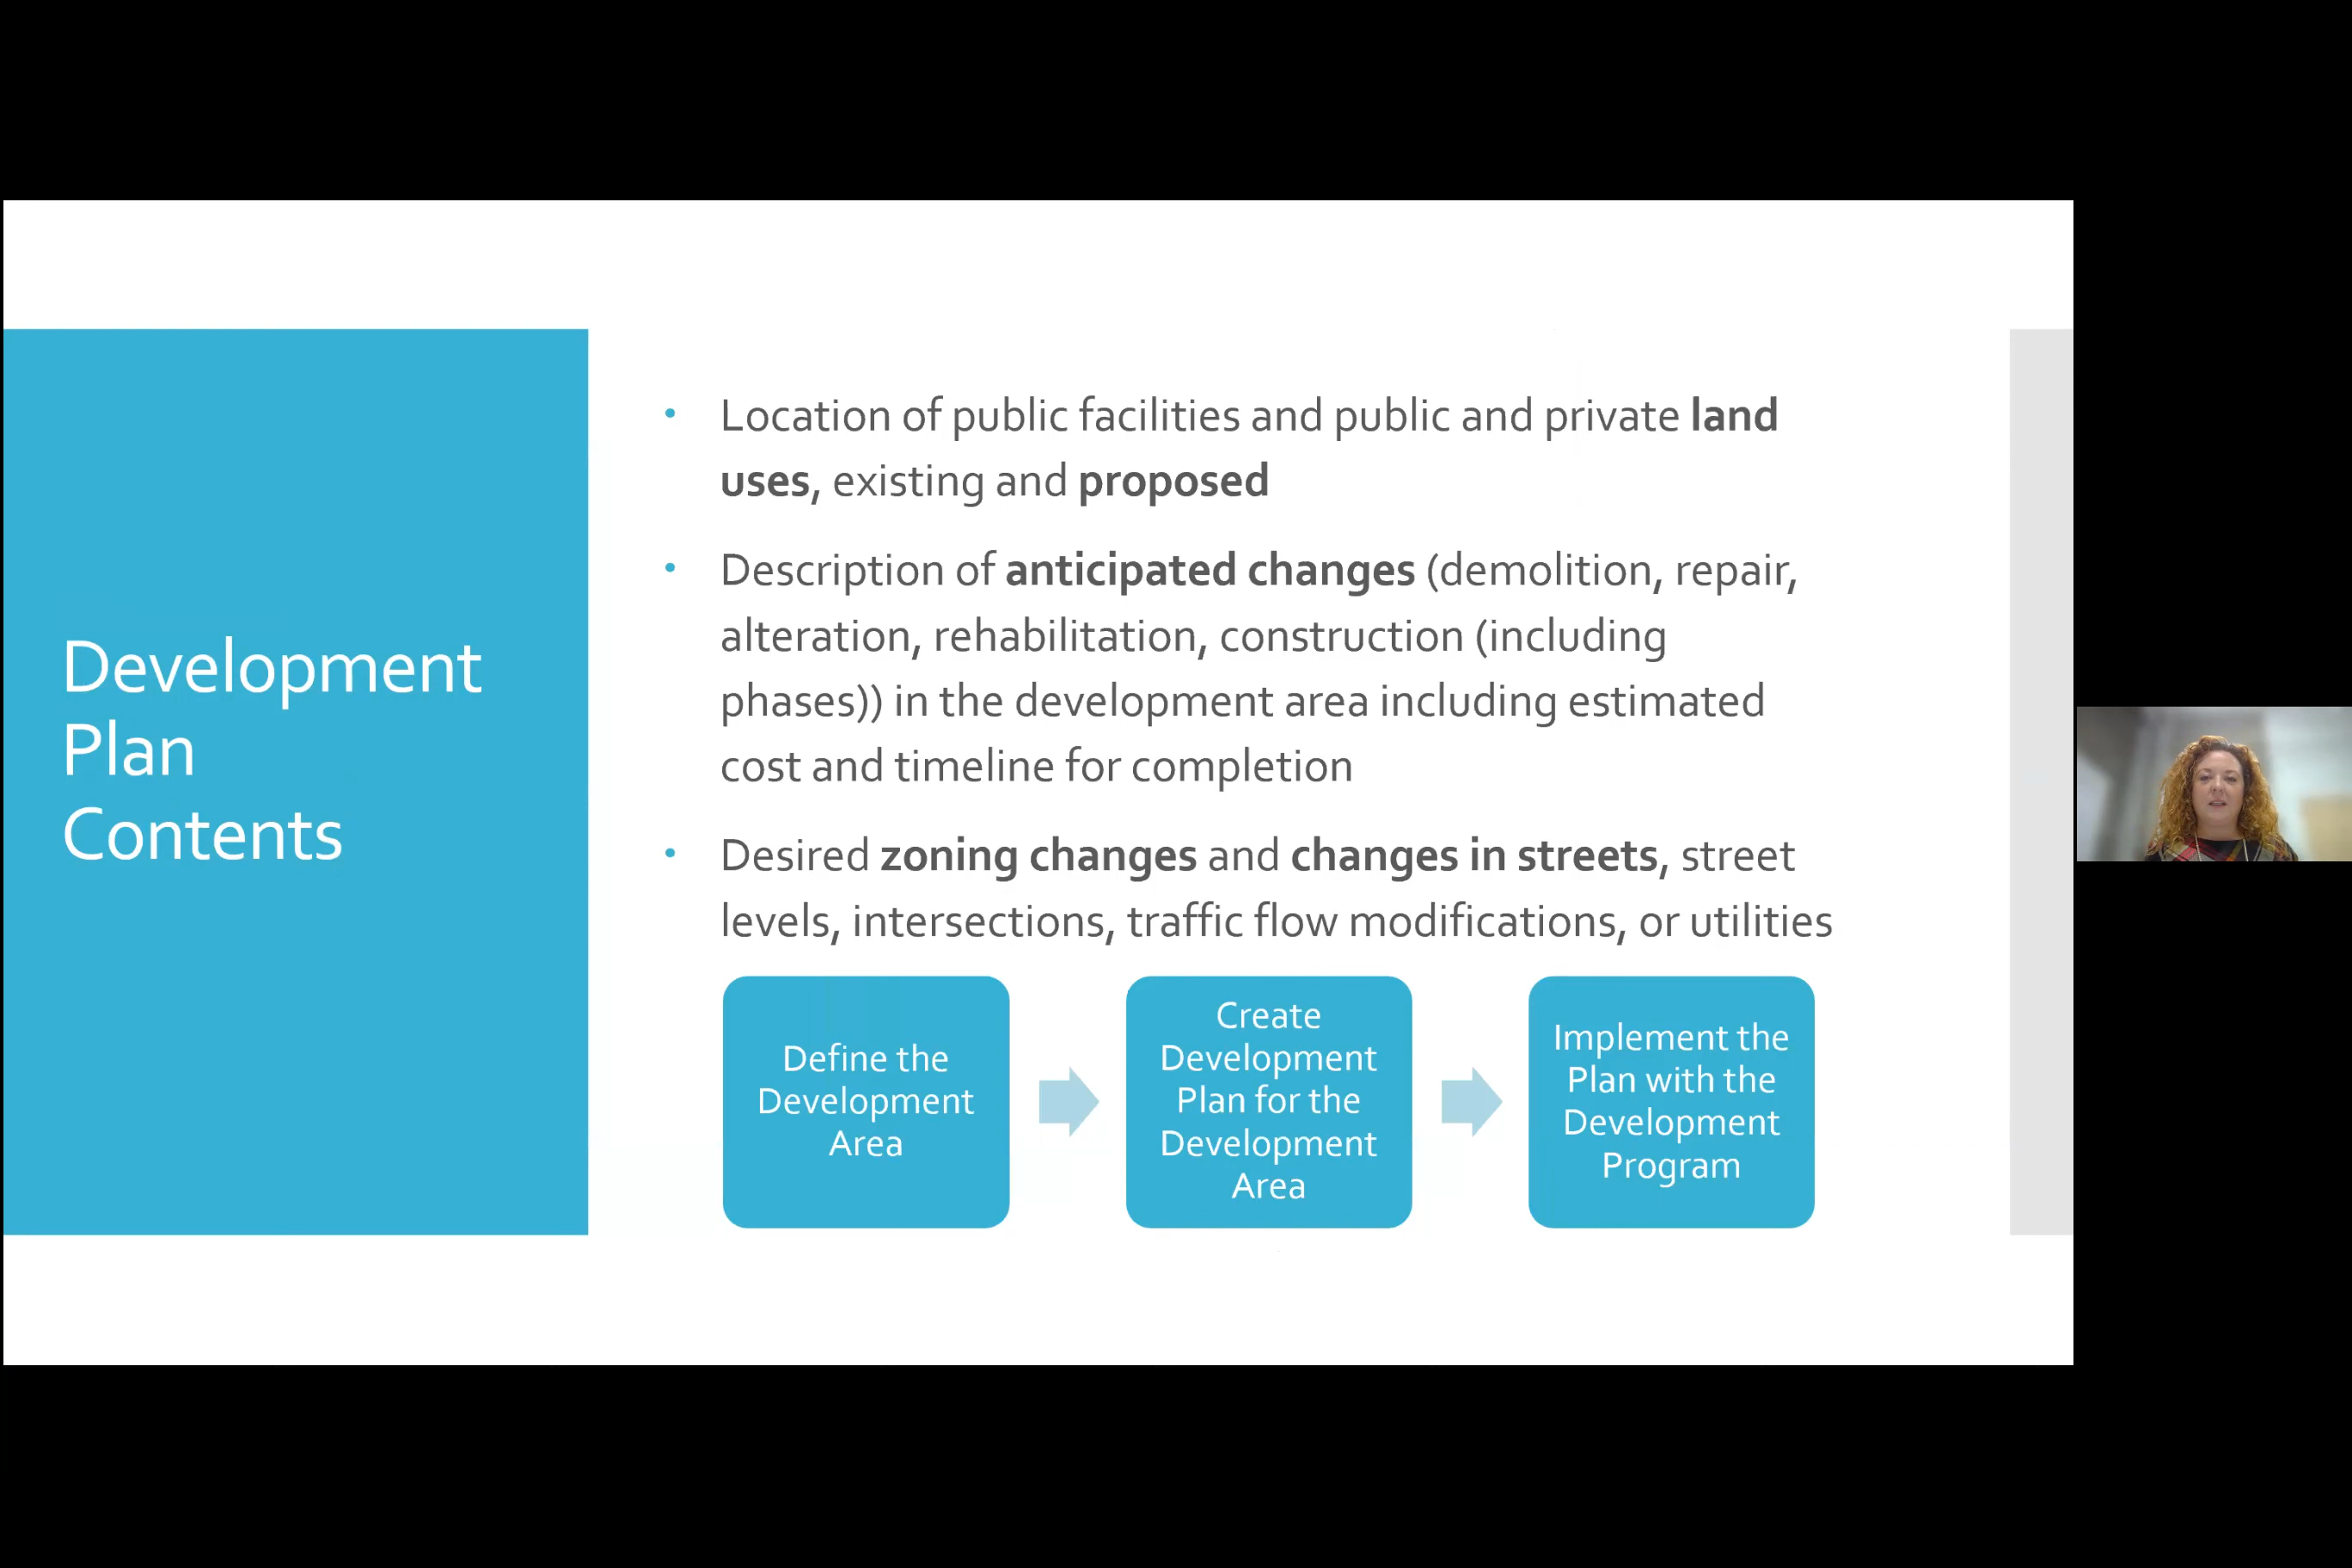 Development
Plan
Contents
• Location of public facilities and public and private land
uses, existing and proposed
• Description of anticipated changes (demolition, repair,
alteration, rehabilitation, construction (including
phases)) in the development area including estimated
cost and timeline for completion
• Desired zoning changes and changes in streets, street
levels, intersections, traffic flow modifications, or utilities
Define the
Development
Area
Create
Development
Plan for the
Development
Area
Implement the
Plan with the
Development
Program